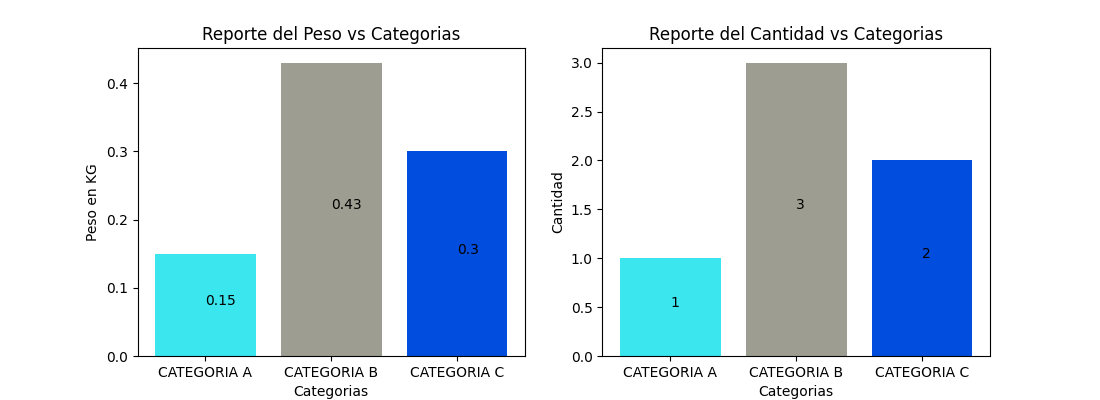 Reporte del Peso vs Categorias
Peso en KG
0.4
0.3
0.2
0.1
0.0
0.15
0.43
0.3
CATEGORIA A
CATEGORIA B
CATEGORIA C
Categorias
Reporte del Cantidad vs Categorias
Cantidad
3.0
2.5
2.0
1.5
1.0
0.5
0.0
1
3
2
CATEGORIA A
CATEGORIA B
CATEGORIA C
Categorias